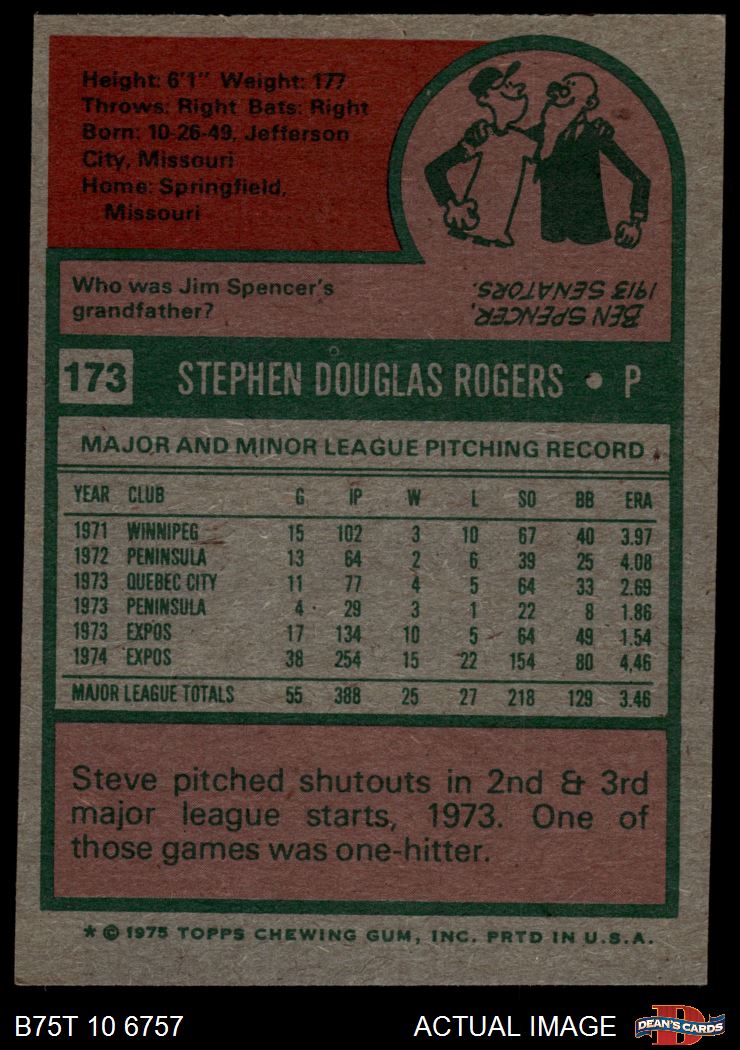 Height: 6'1" Weight: 177
Throws: Right Bats: Right
Born: 10-26-49, Jefferson
City, Missouri
Home: Springfield,
Missouri
Who was Jim Spencer's
grandfather?
BEN SPENCER,
1913 SENATORS.
173 STEPHEN DOUGLAS ROGERS • P
MAJOR AND MINOR LEAGUE PITCHING RECORD
YEAR CLUB G IP W L SO BB ERA
1971 WINNIPEG 15 102 3 10 67 40 3.97
1972 PENINSULA 13 64 2 6 39 25 4.08
1973 QUEBEC CITY 11 77 4 5 64 33 2.69
1973 PENINSULA 4 29 3 1 22 8 1.86
1973 EXPOS 17 134 10 5 64 49 1.54
1974 EXPOS 38 254 15 22 154 80 4.46
MAJOR LEAGUE TOTALS 55 388 25 27 218 129 3.46
Steve pitched shutouts in 2nd & 3rd
major league starts, 1973. One of
those games was one-hitter.
* © 1975 TOPPS CHEWING GUM, INC. PRTD IN U.S.A.
B75T 10 6757 ACTUAL IMAGE D DEAN'S CARDS